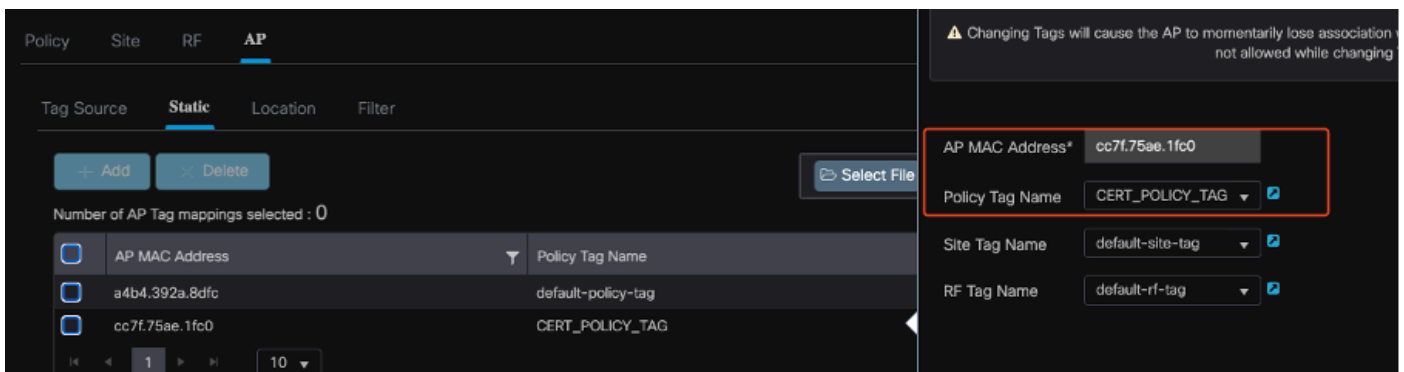 Policy Site RF AP
Tag Source Static Location Filter
+ Add × Delete
Select File
Number of AP Tag mappings selected : 0
AP MAC Address Policy Tag Name
a4b4.392a.8dfc default-policy-tag
cc7f.75ae.1fc0 CERT_POLICY_TAG
1 10
Changing Tags will cause the AP to momentarily lose association
not allowed while changing
AP MAC Address* cc7f.75ae.1fc0
Policy Tag Name CERT_POLICY_TAG
Site Tag Name default-site-tag
RF Tag Name default-rf-tag